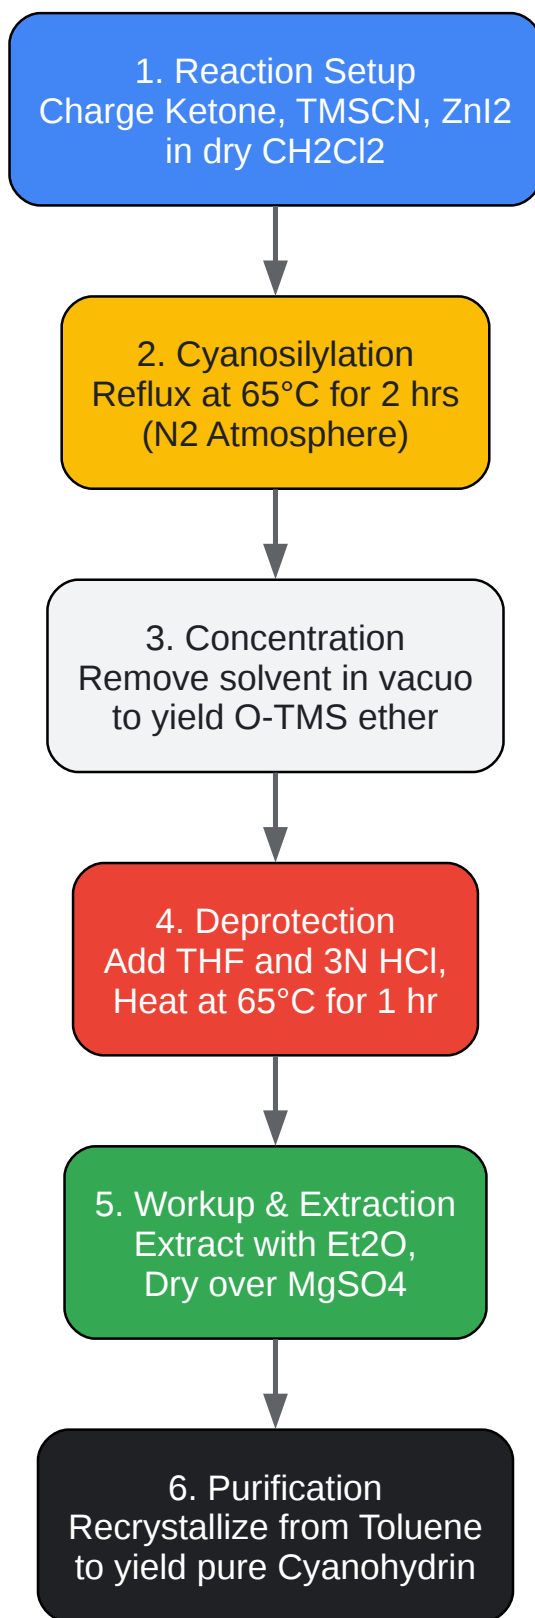 1. Reaction Setup
Charge Ketone, TMSCN, ZnI2
in dry CH2Cl2
2. Cyanosilylation
Reflux at 65°C for 2 hrs
(N2 Atmosphere)
3. Concentration
Remove solvent in vacuo
to yield O-TMS ether
4. Deprotection
Add THF and 3N HCl,
Heat at 65°C for 1 hr
5. Workup & Extraction
Extract with Et2O,
Dry over MgSO4
6. Purification
Recrystallize from Toluene
to yield pure Cyanohydrin